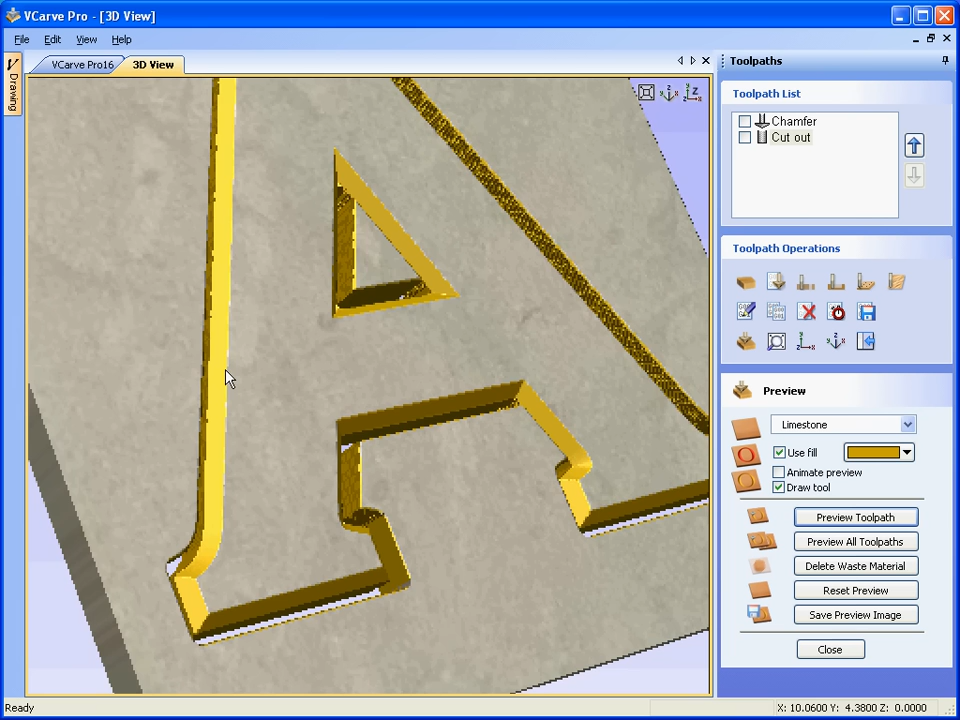 VCarve Pro - [3D View]
File Edit View Help
VCarve Pro16 3D View
Drawing
Toolpaths
Toolpath List
Chamfer
Cut out
Toolpath Operations
Preview
Limestone
Use fill
Animate preview
Draw tool
Preview Toolpath
Preview All Toolpaths
Delete Waste Material
Reset Preview
Save Preview Image
Close
Ready
X: 10.0600 Y: 4.3800 Z: 0.0000